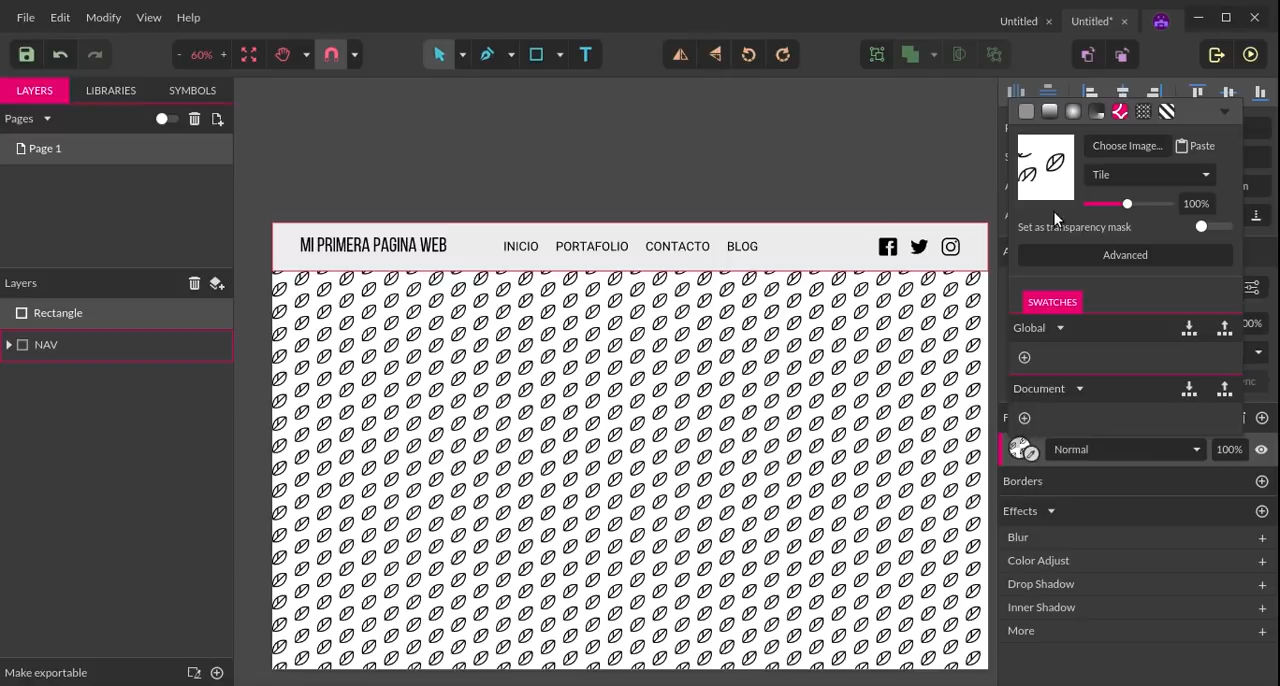 File Edit Modify View Help
Untitled × Untitled* ×
- 60% +
LAYERS LIBRARIES SYMBOLS
Pages
Page 1
Layers
Rectangle
NAV
Make exportable
MI PRIMERA PAGINA WEB INICIO PORTAFOLIO CONTACTO BLOG
Choose Image... Paste
Tile
100%
Set as transparency mask
Advanced
SWATCHES
Global
Document
Normal 100%
Borders
Effects
Blur
Color Adjust
Drop Shadow
Inner Shadow
More